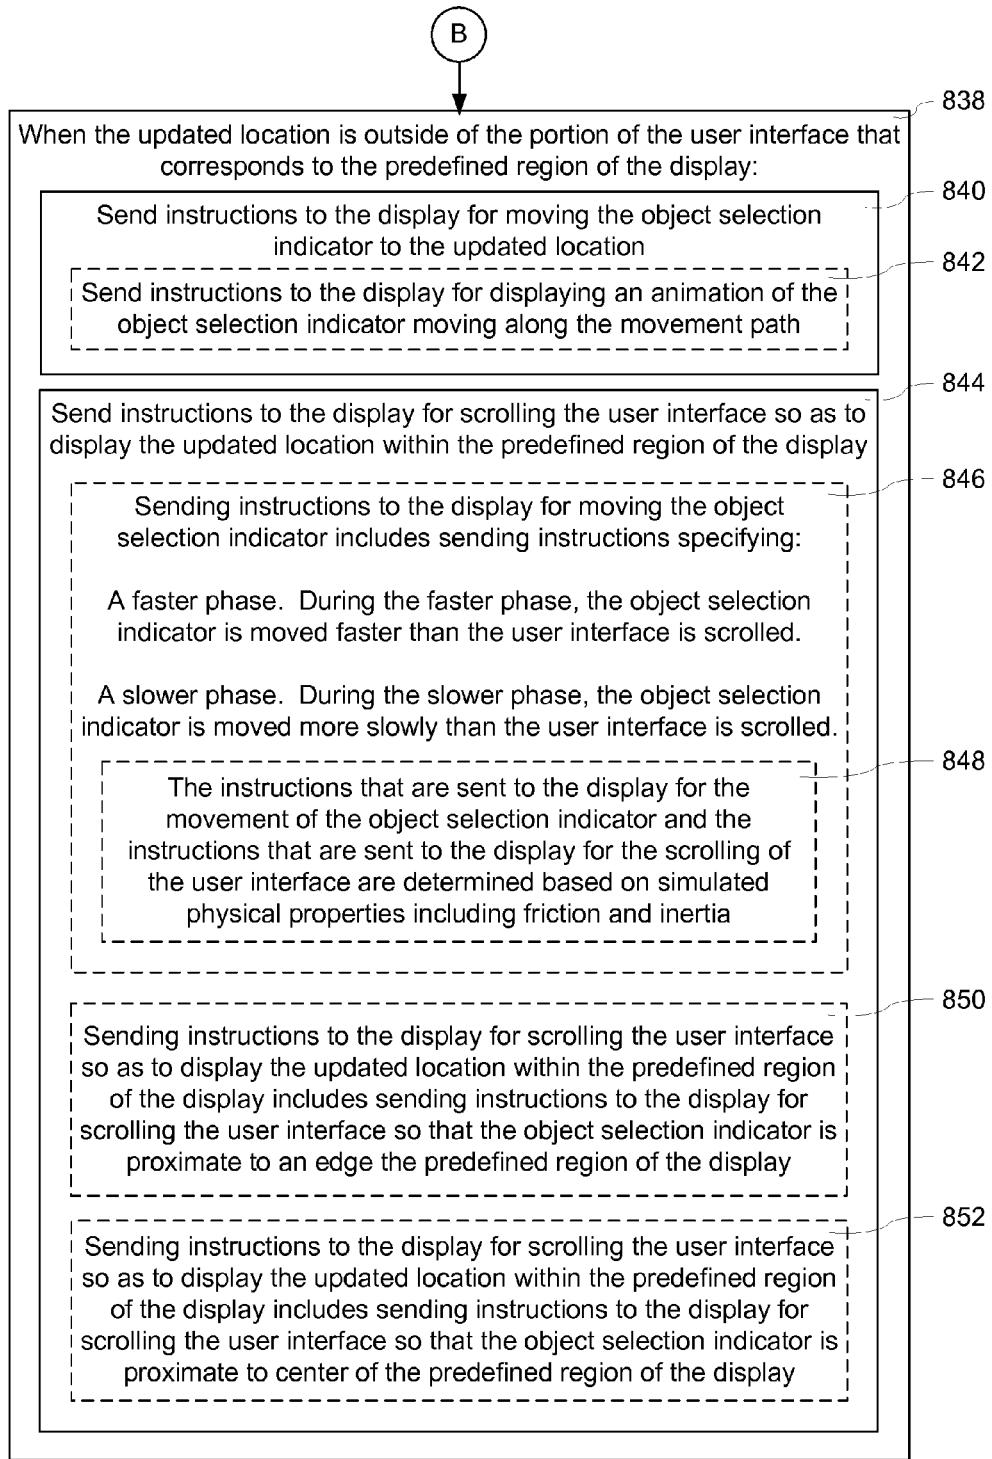 B
838
When the updated location is outside of the portion of the user interface that
corresponds to the predefined region of the display:
840
Send instructions to the display for moving the object selection
indicator to the updated location
842
Send instructions to the display for displaying an animation of the
object selection indicator moving along the movement path
844
Send instructions to the display for scrolling the user interface so as to
display the updated location within the predefined region of the display
846
Sending instructions to the display for moving the object
selection indicator includes sending instructions specifying:
A faster phase.  During the faster phase, the object selection
indicator is moved faster than the user interface is scrolled.
A slower phase.  During the slower phase, the object selection
indicator is moved more slowly than the user interface is scrolled.
848
The instructions that are sent to the display for the
movement of the object selection indicator and the
instructions that are sent to the display for the scrolling of
the user interface are determined based on simulated
physical properties including friction and inertia
850
Sending instructions to the display for scrolling the user interface
so as to display the updated location within the predefined region
of the display includes sending instructions to the display for
scrolling the user interface so that the object selection indicator is
proximate to an edge the predefined region of the display
852
Sending instructions to the display for scrolling the user interface
so as to display the updated location within the predefined region
of the display includes sending instructions to the display for
scrolling the user interface so that the object selection indicator is
proximate to center of the predefined region of the display